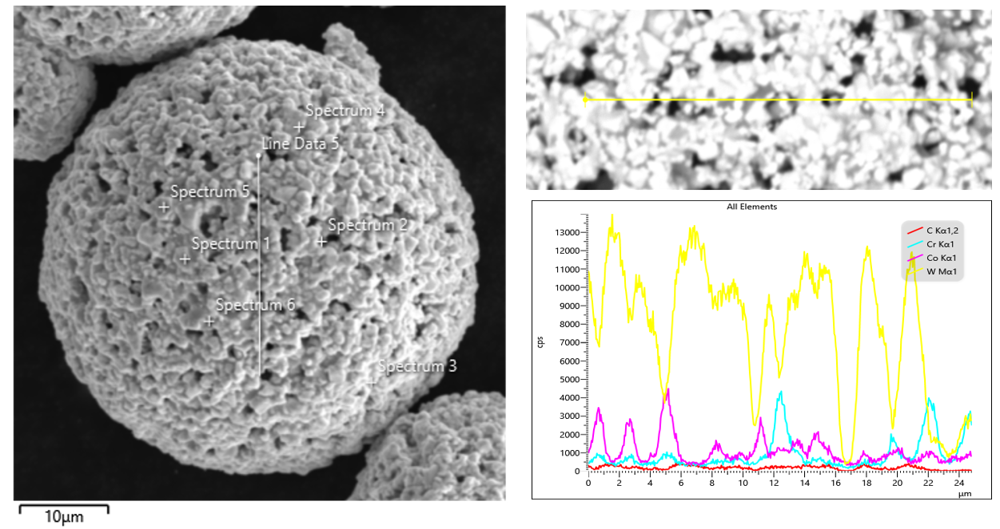 Spectrum 4
Line Data 5
Spectrum 5
Spectrum 2
Spectrum 1
Spectrum 6
Spectrum 3
10µm
All Elements
C Kα1,2
Cr Kα1
Co Kα1
W Mα1
13000
12000
11000
10000
9000
8000
7000
6000
5000
4000
3000
2000
1000
0
cps
0 2 4 6 8 10 12 14 16 18 20 22 24
µm